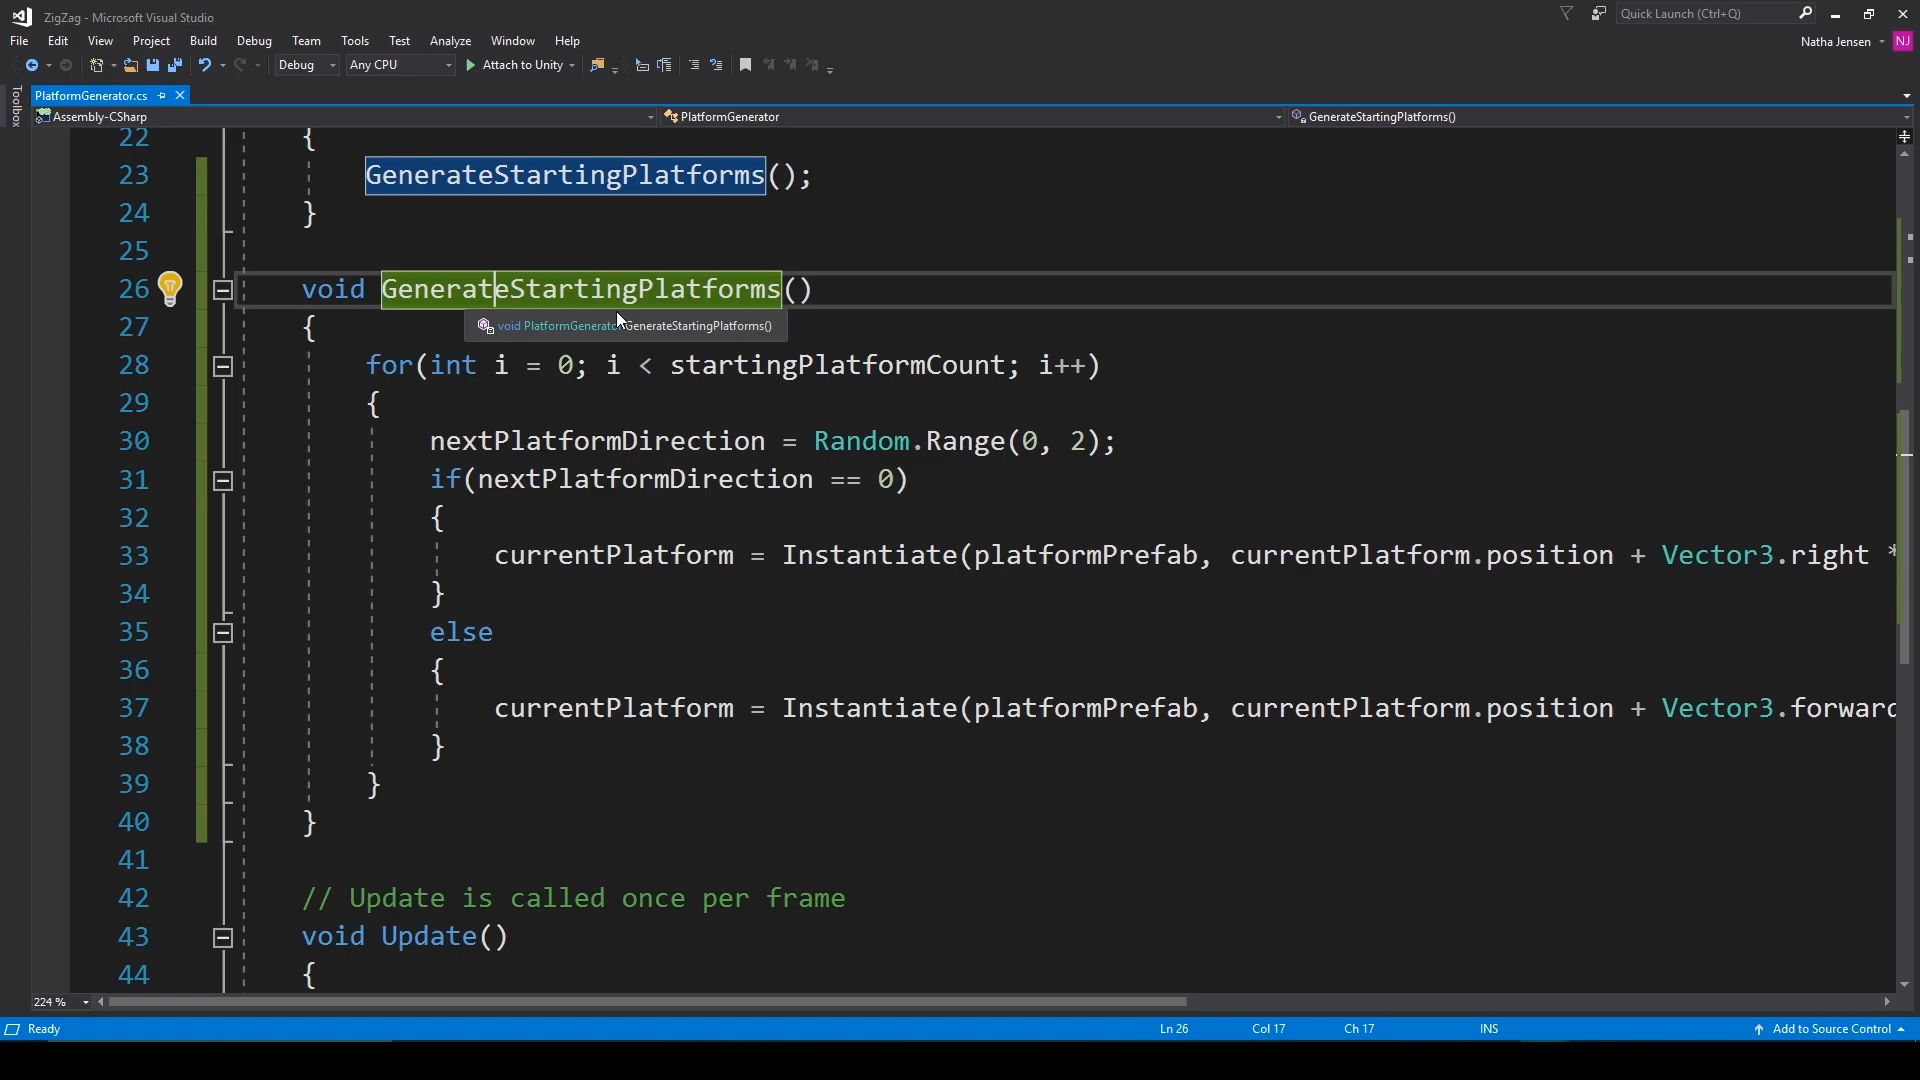 ZigZag - Microsoft Visual Studio
Quick Launch (Ctrl+Q)
File Edit View Project Build Debug Team Tools Test Analyze Window Help
Natha Jensen NJ
Debug Any CPU Attach to Unity
Toolbox
PlatformGenerator.cs
Assembly-CSharp PlatformGenerator GenerateStartingPlatforms()
22 {
23 GenerateStartingPlatforms();
24 }
25
26 void GenerateStartingPlatforms()
void PlatformGenerato GenerateStartingPlatforms()
27 {
28 for(int i = 0; i < startingPlatformCount; i++)
29 {
30 nextPlatformDirection = Random.Range(0, 2);
31 if(nextPlatformDirection == 0)
32 {
33 currentPlatform = Instantiate(platformPrefab, currentPlatform.position + Vector3.right *
34 }
35 else
36 {
37 currentPlatform = Instantiate(platformPrefab, currentPlatform.position + Vector3.forward
38 }
39 }
40 }
41
42 // Update is called once per frame
43 void Update()
44 {
224 %
Ready Ln 26 Col 17 Ch 17 INS Add to Source Control